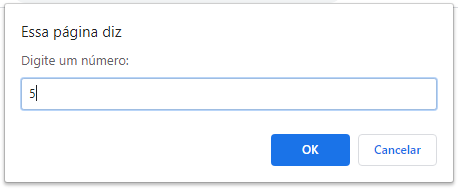 Essa página diz
Digite um número:
5
OK Cancelar